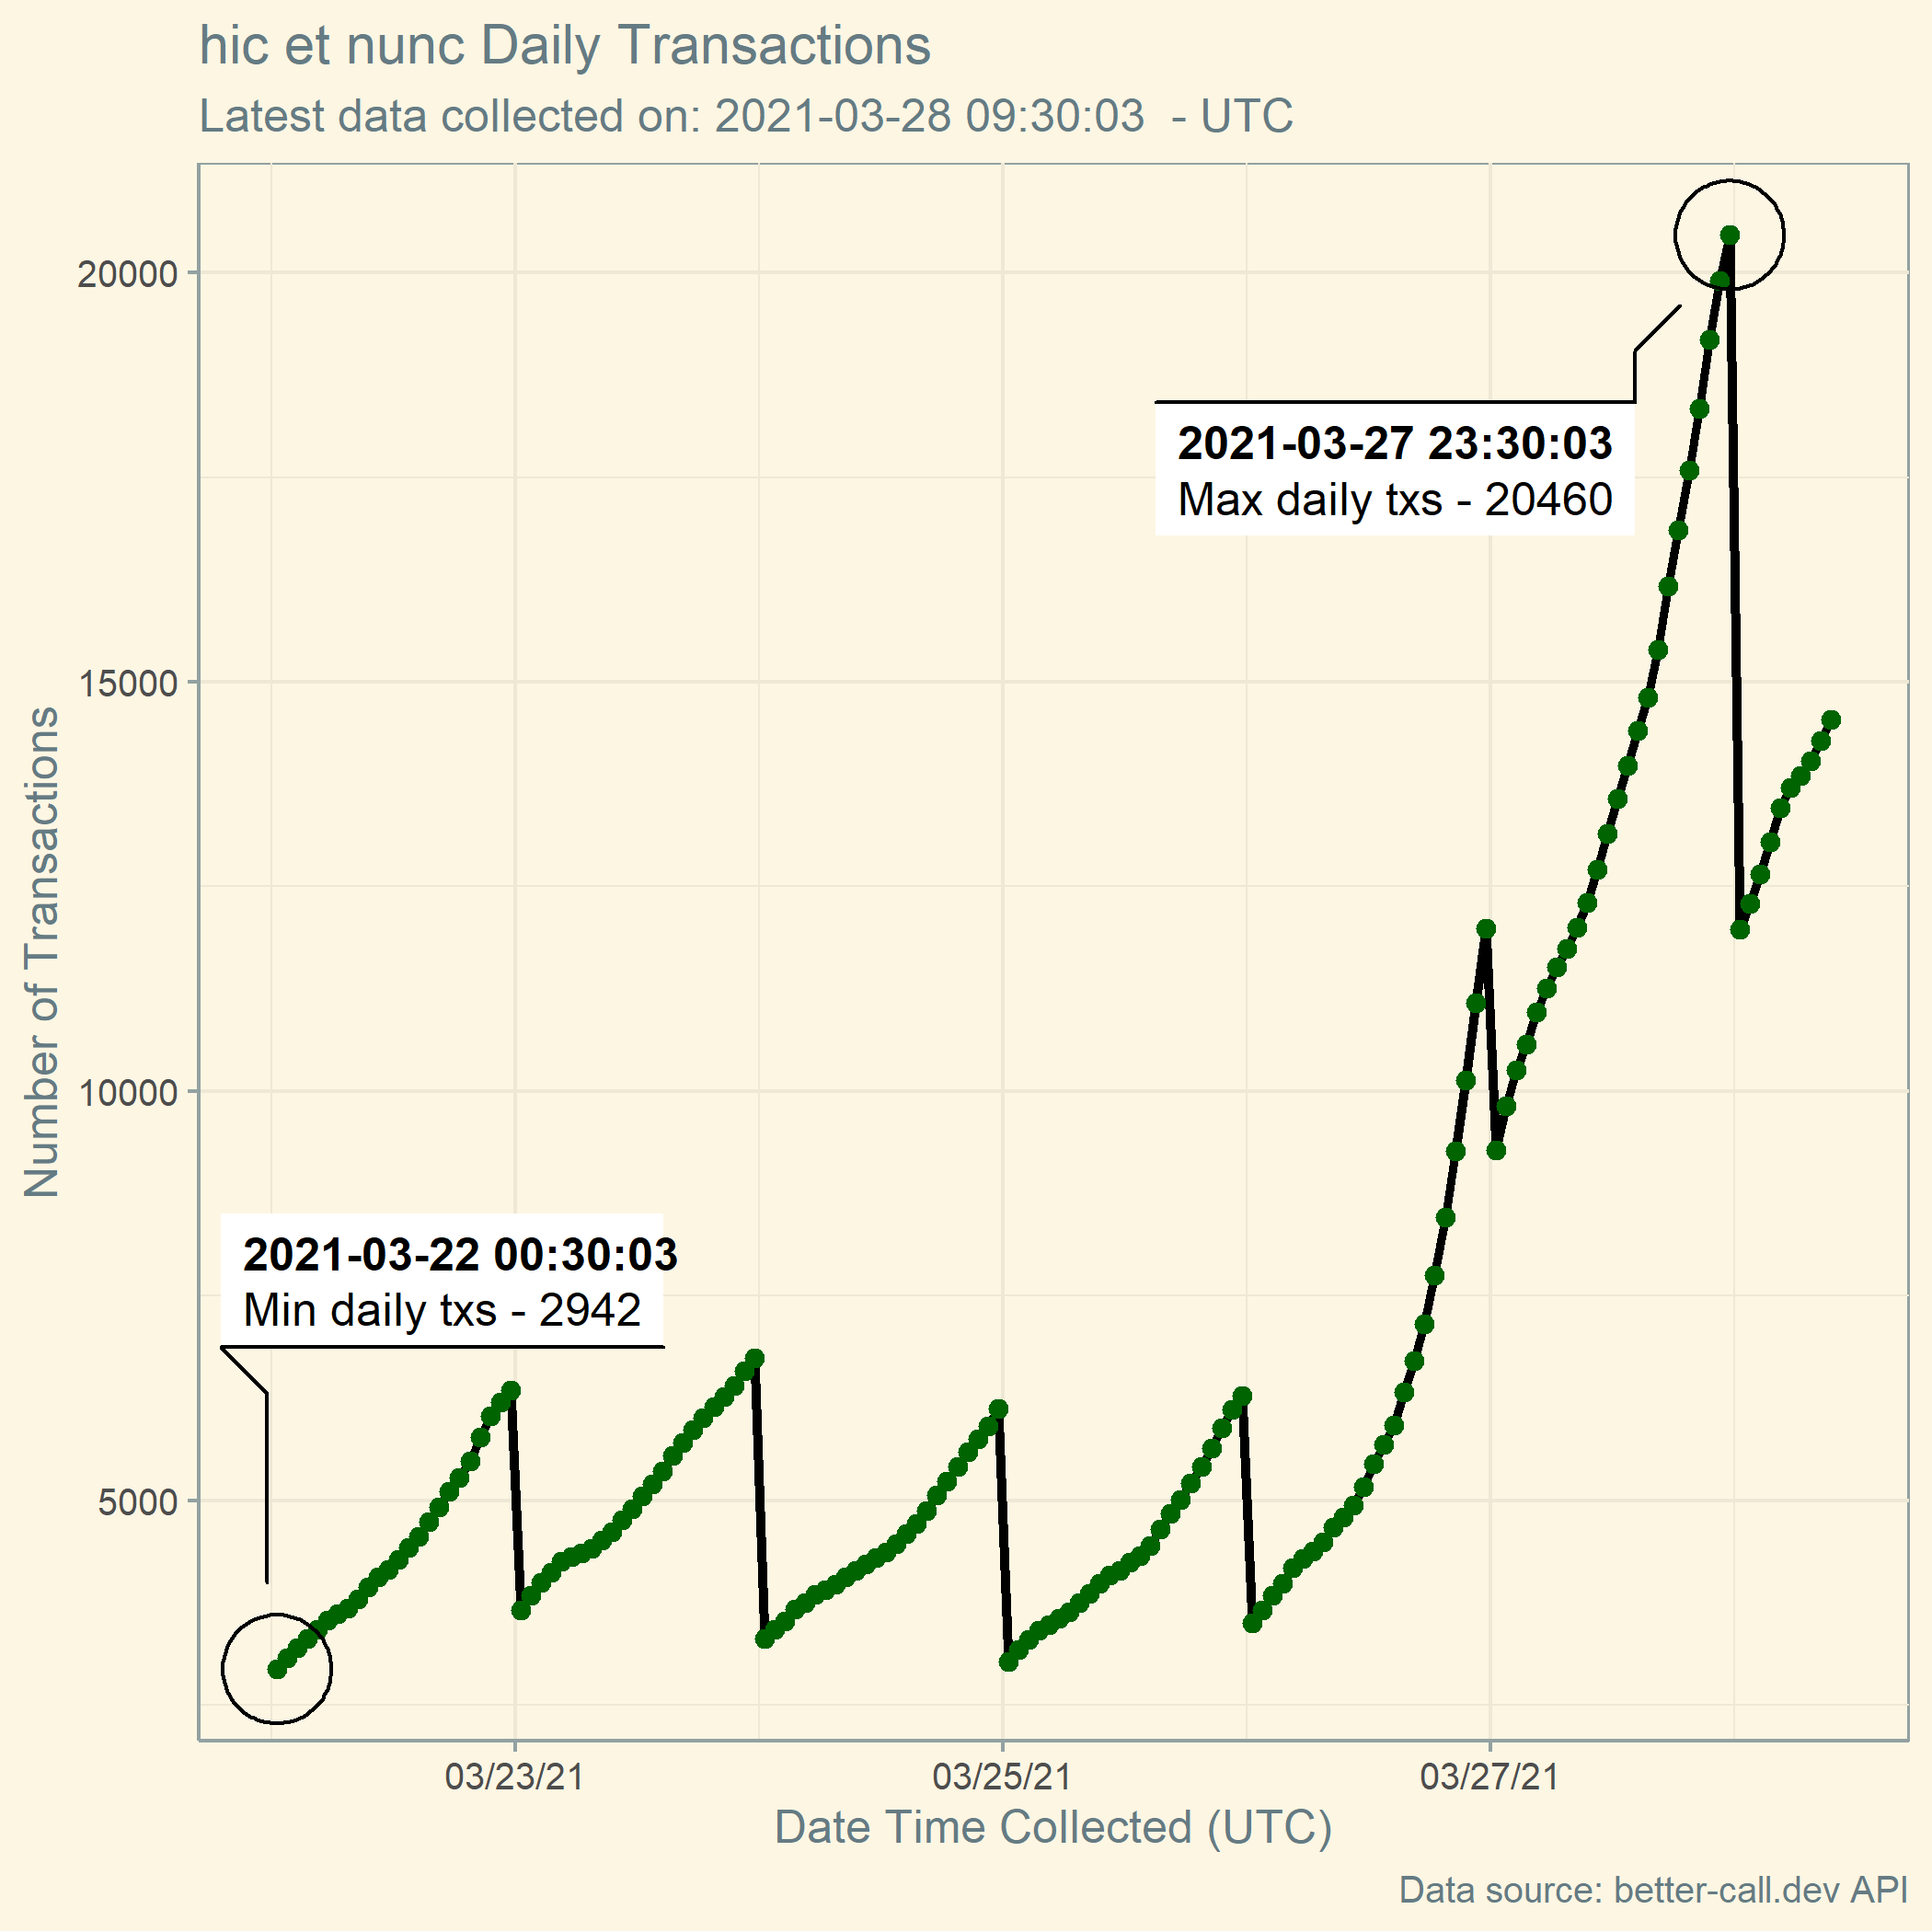 hic et nunc Daily Transactions
Latest data collected on: 2021-03-28 09:30:03  - UTC
Number of Transactions
20000
15000
10000
5000
2021-03-27 23:30:03
Max daily txs - 20460
2021-03-22 00:30:03
Min daily txs - 2942
03/23/21
03/25/21
03/27/21
Date Time Collected (UTC)
Data source: better-call.dev API